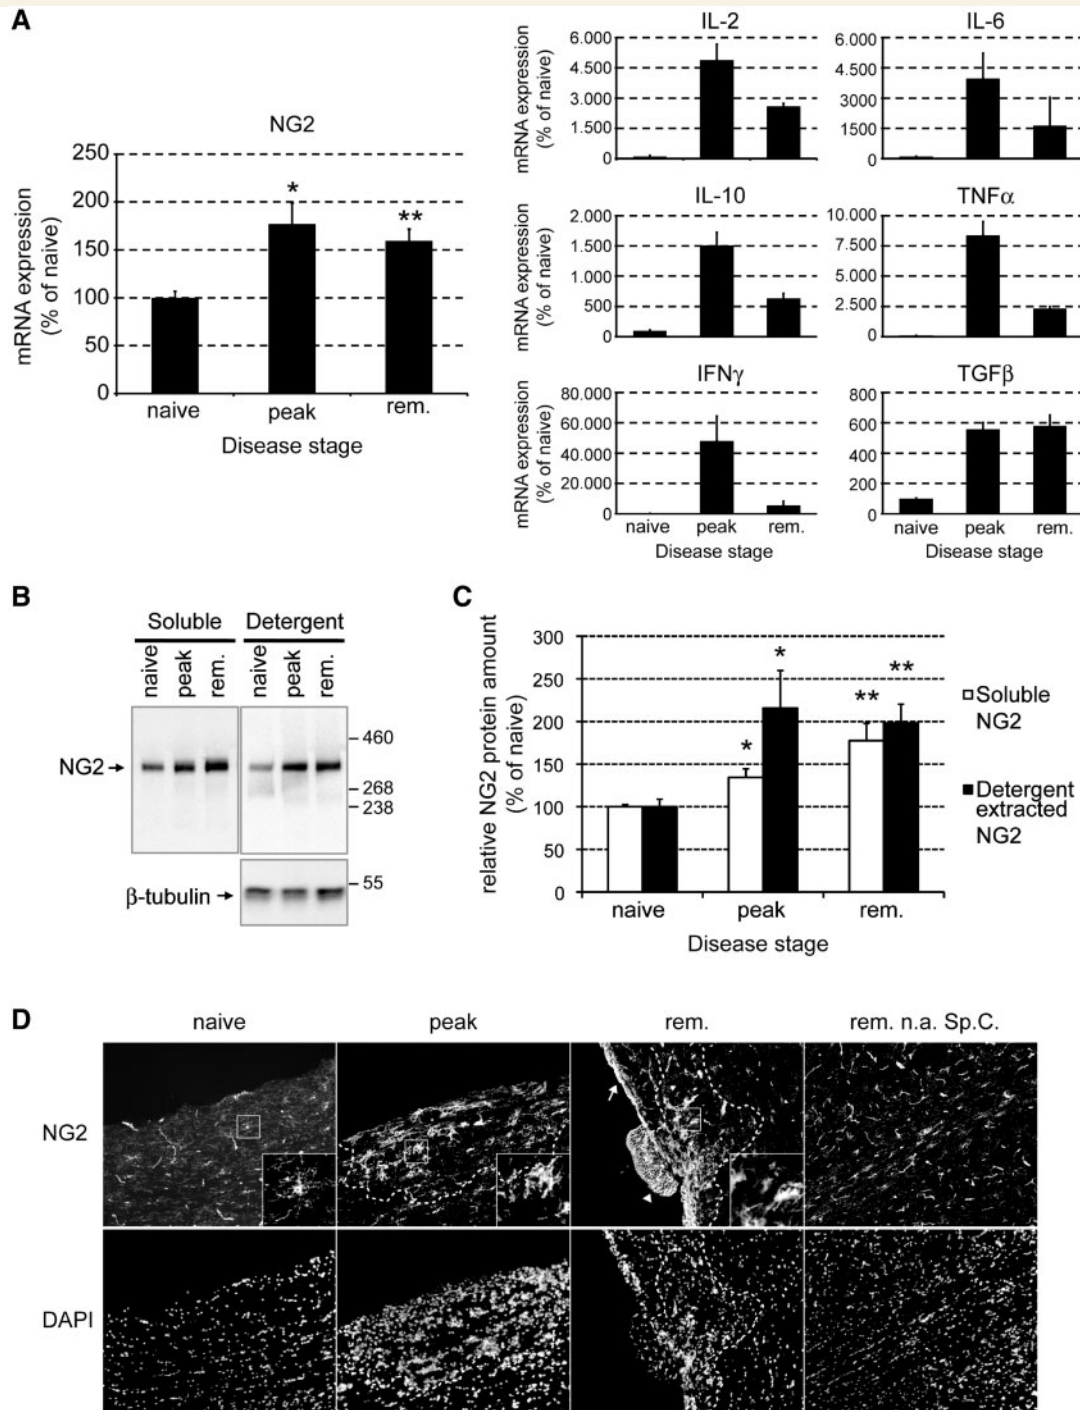 A
NG2
mRNA expression
(% of naive)
250
200
150
100
50
0
*
**
naive peak rem.
Disease stage
IL-2
mRNA expression
(% of naive)
6.000
4.500
3.000
1.500
0
IL-6
6.000
4.500
3000
1500
0
IL-10
mRNA expression
(% of naive)
2.000
1.500
1.000
500
0
TNFα
10.000
7.500
5.000
2.500
0
IFNγ
mRNA expression
(% of naive)
80.000
60.000
40.000
20.000
0
naive peak rem.
Disease stage
TGFβ
800
600
400
200
0
naive peak rem.
Disease stage
B
Soluble Detergent
naive peak rem. naive peak rem.
NG2
460
268
238
β-tubulin
55
C
relative NG2 protein amount
(% of naive)
300
250
200
150
100
50
0
*
*
**
**
naive peak rem.
Disease stage
Soluble
NG2
Detergent
extracted
NG2
D
naive peak rem. rem. n.a. Sp.C.
NG2
DAPI